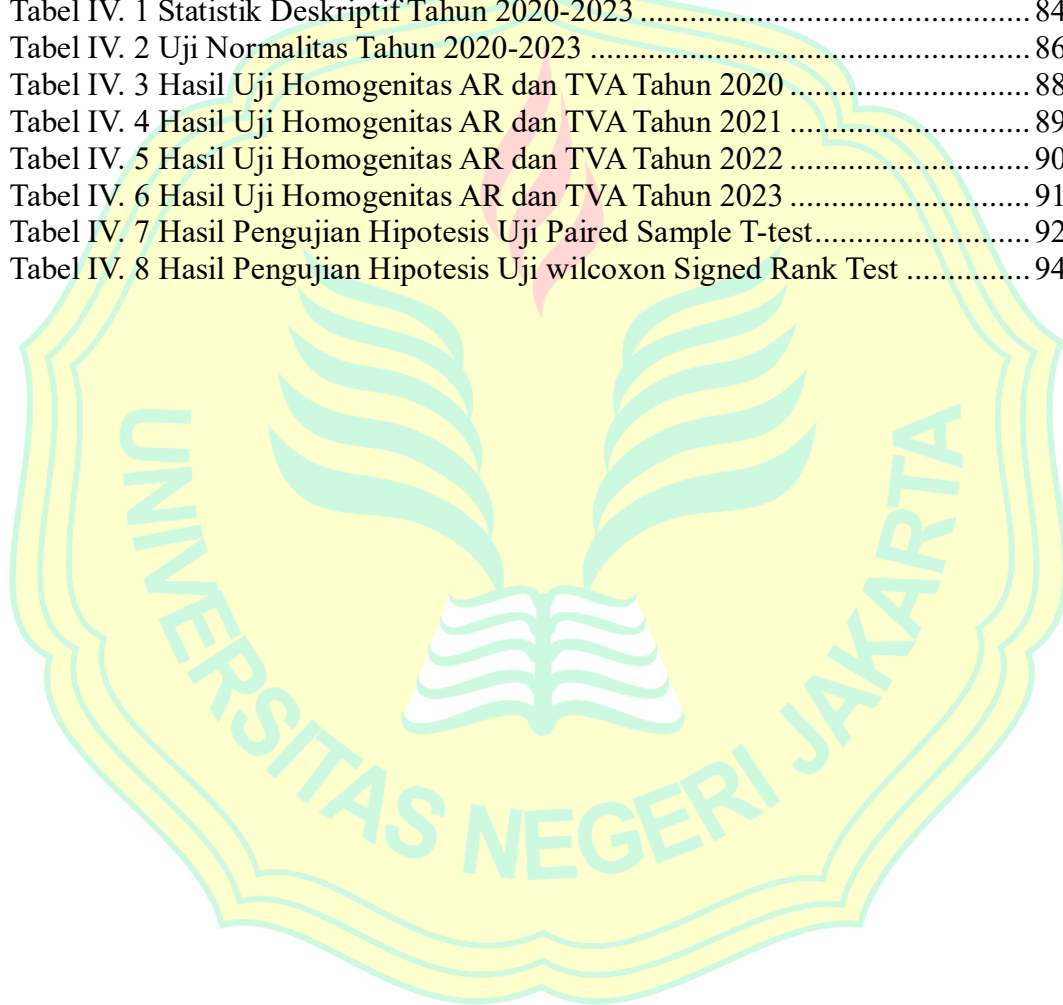 Tabel IV. 1 Statistik Deskriptif Tahun 2020-2023 ........................................ 84
Tabel IV. 2 Uji Normalitas Tahun 2020-2023 ............................................. 86
Tabel IV. 3 Hasil Uji Homogenitas AR dan TVA Tahun 2020 ........................ 88
Tabel IV. 4 Hasil Uji Homogenitas AR dan TVA Tahun 2021 ........................ 89
Tabel IV. 5 Hasil Uji Homogenitas AR dan TVA Tahun 2022 ........................ 90
Tabel IV. 6 Hasil Uji Homogenitas AR dan TVA Tahun 2023 ........................ 91
Tabel IV. 7 Hasil Pengujian Hipotesis Uji Paired Sample T-test...................... 92
Tabel IV. 8 Hasil Pengujian Hipotesis Uji wilcoxon Signed Rank Test ............ 94
UNIVERSITAS NEGERI JAKARTA